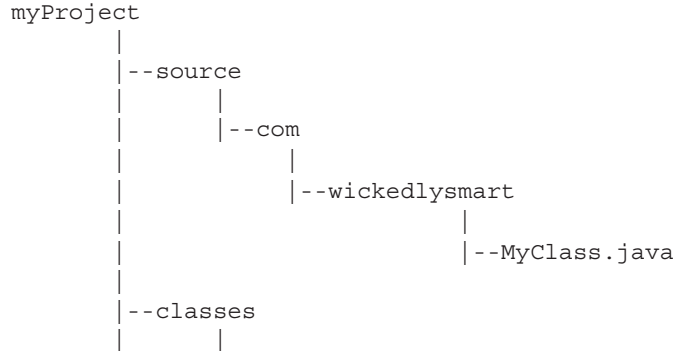 myProject
|
|--source
| |
| |--com
| |
| |--wickedlysmart
| |
| |--MyClass.java
|
|--classes
| |